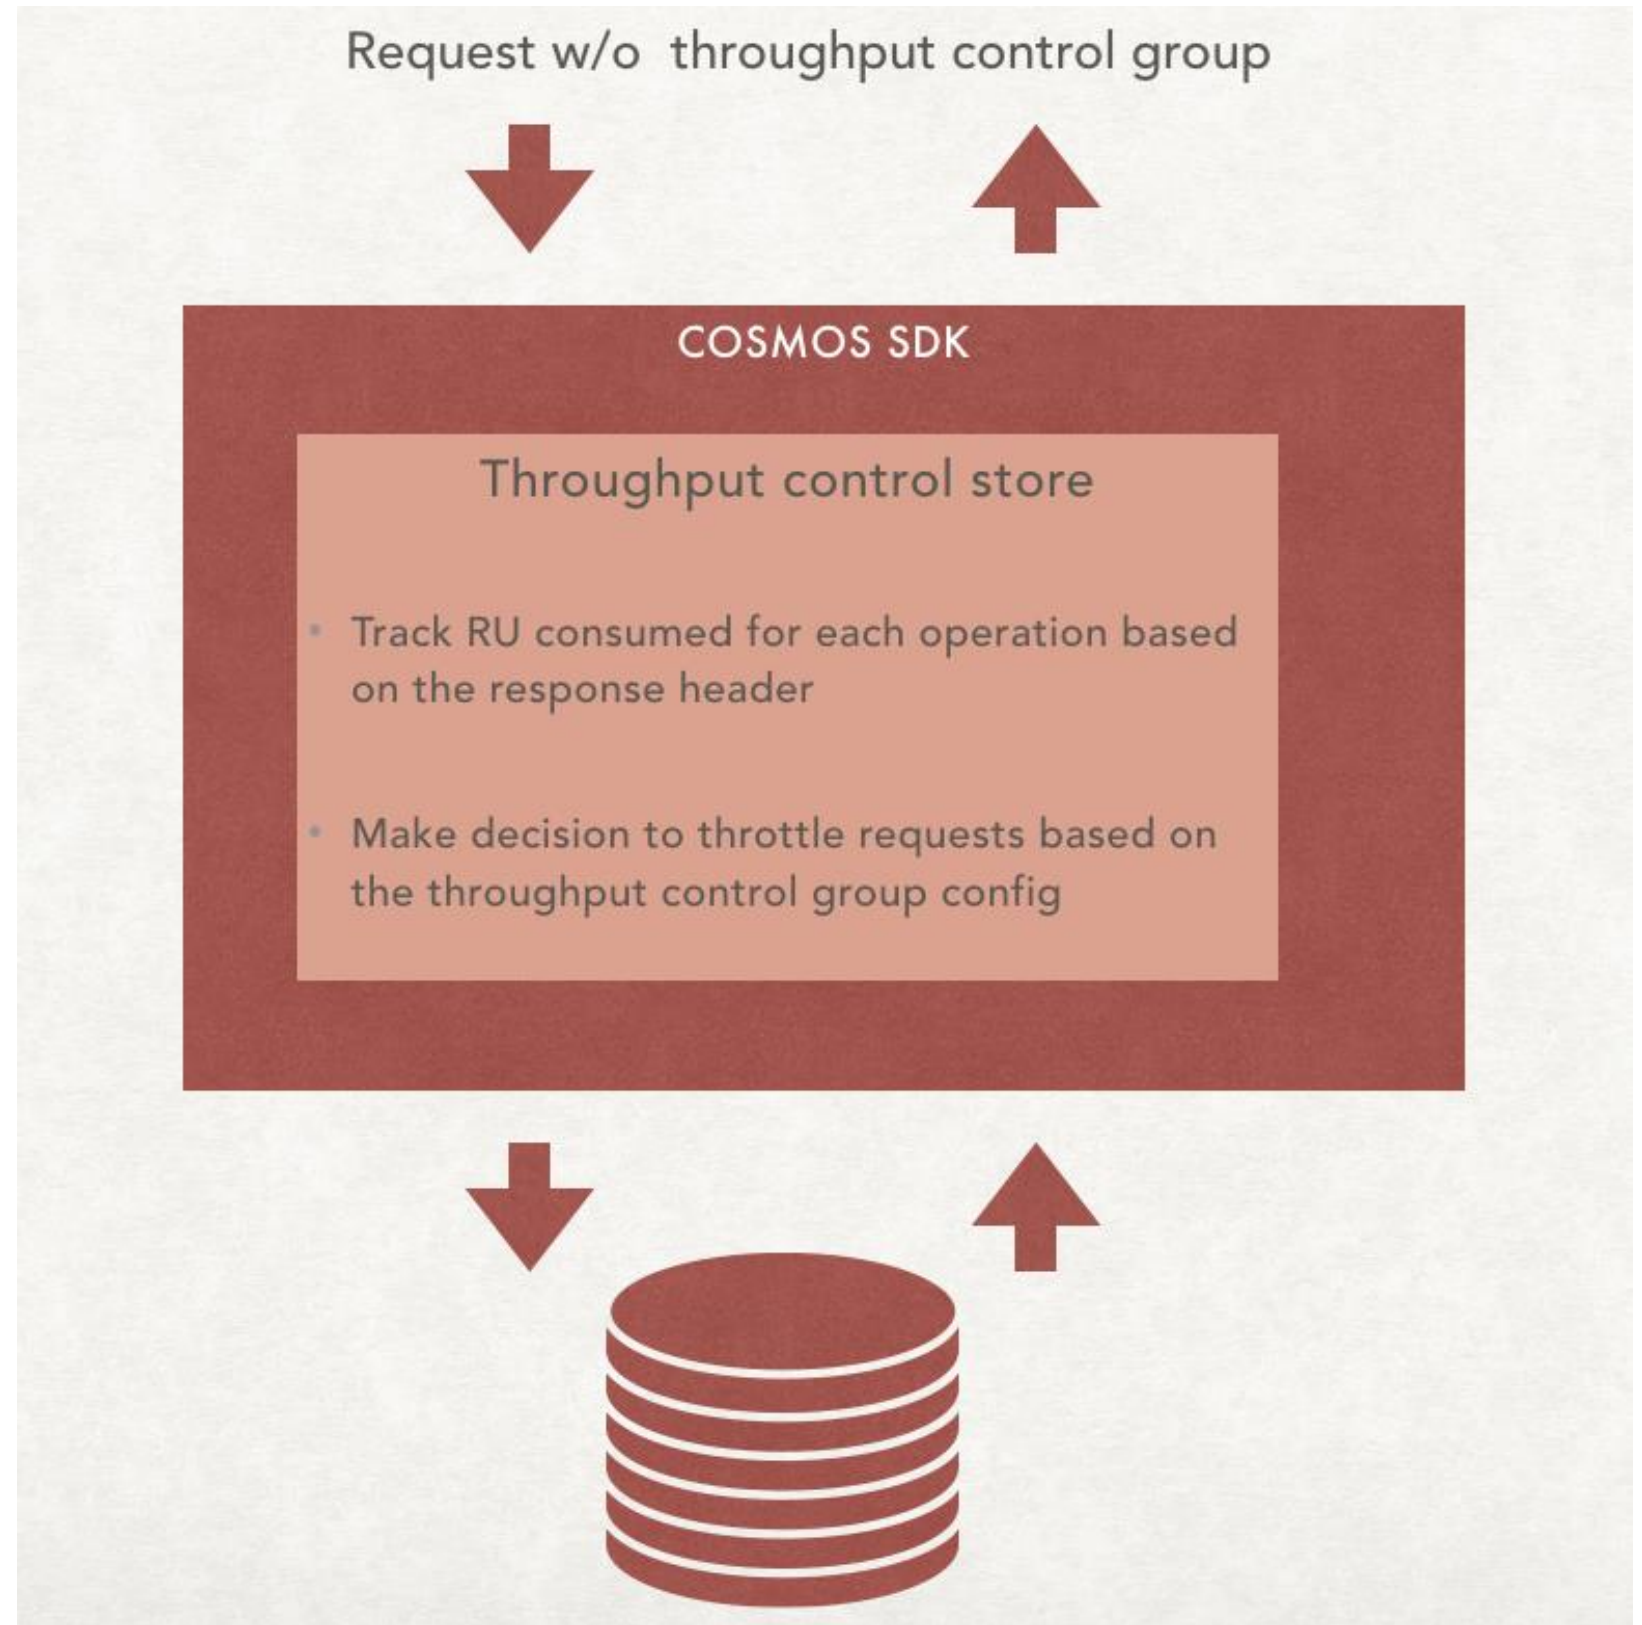 Request w/o throughput control group
COSMOS SDK
Throughput control store
• Track RU consumed for each operation based
on the response header
• Make decision to throttle requests based on
the throughput control group config